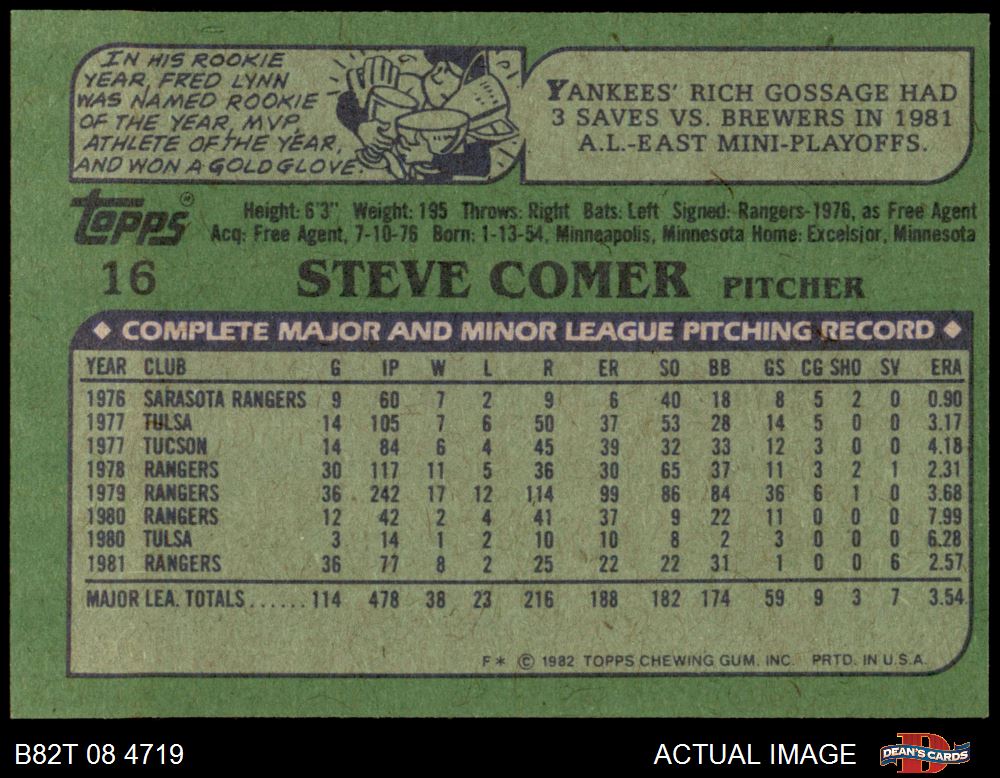 IN HIS ROOKIE
YEAR, FRED LYNN
WAS NAMED ROOKIE
OF THE YEAR, MVP,
ATHLETE OF THE YEAR,
AND WON A GOLD GLOVE.
YANKEES' RICH GOSSAGE HAD
3 SAVES VS. BREWERS IN 1981
A.L.-EAST MINI-PLAYOFFS.
topps®
Height: 6'3" Weight: 195 Throws: Right Bats: Left Signed: Rangers-1976, as Free Agent
Acq: Free Agent, 7-10-76 Born: 1-13-54, Minneapolis, Minnesota Home: Excelsior, Minnesota
16 STEVE COMER PITCHER
◆ COMPLETE MAJOR AND MINOR LEAGUE PITCHING RECORD ◆
YEAR CLUB G IP W L R ER SO BB GS CG SHO SV ERA
1976 SARASOTA RANGERS 9 60 7 2 9 6 40 18 8 5 2 0 0.90
1977 TULSA 14 105 7 6 50 37 53 28 14 5 0 0 3.17
1977 TUCSON 14 84 6 4 45 39 32 33 12 3 0 0 4.18
1978 RANGERS 30 117 11 5 36 30 65 37 11 3 2 1 2.31
1979 RANGERS 36 242 17 12 114 99 86 84 36 6 1 0 3.68
1980 RANGERS 12 42 2 4 41 37 9 22 11 0 0 0 7.99
1980 TULSA 3 14 1 2 10 10 8 2 3 0 0 0 6.28
1981 RANGERS 36 77 8 2 25 22 22 31 1 0 0 6 2.57
MAJOR LEA. TOTALS......114 478 38 23 216 188 182 174 59 9 3 7 3.54
F* © 1982 TOPPS CHEWING GUM, INC. PRTD. IN U.S.A.
B82T 08 4719
ACTUAL IMAGE
D
DEAN'S CARDS